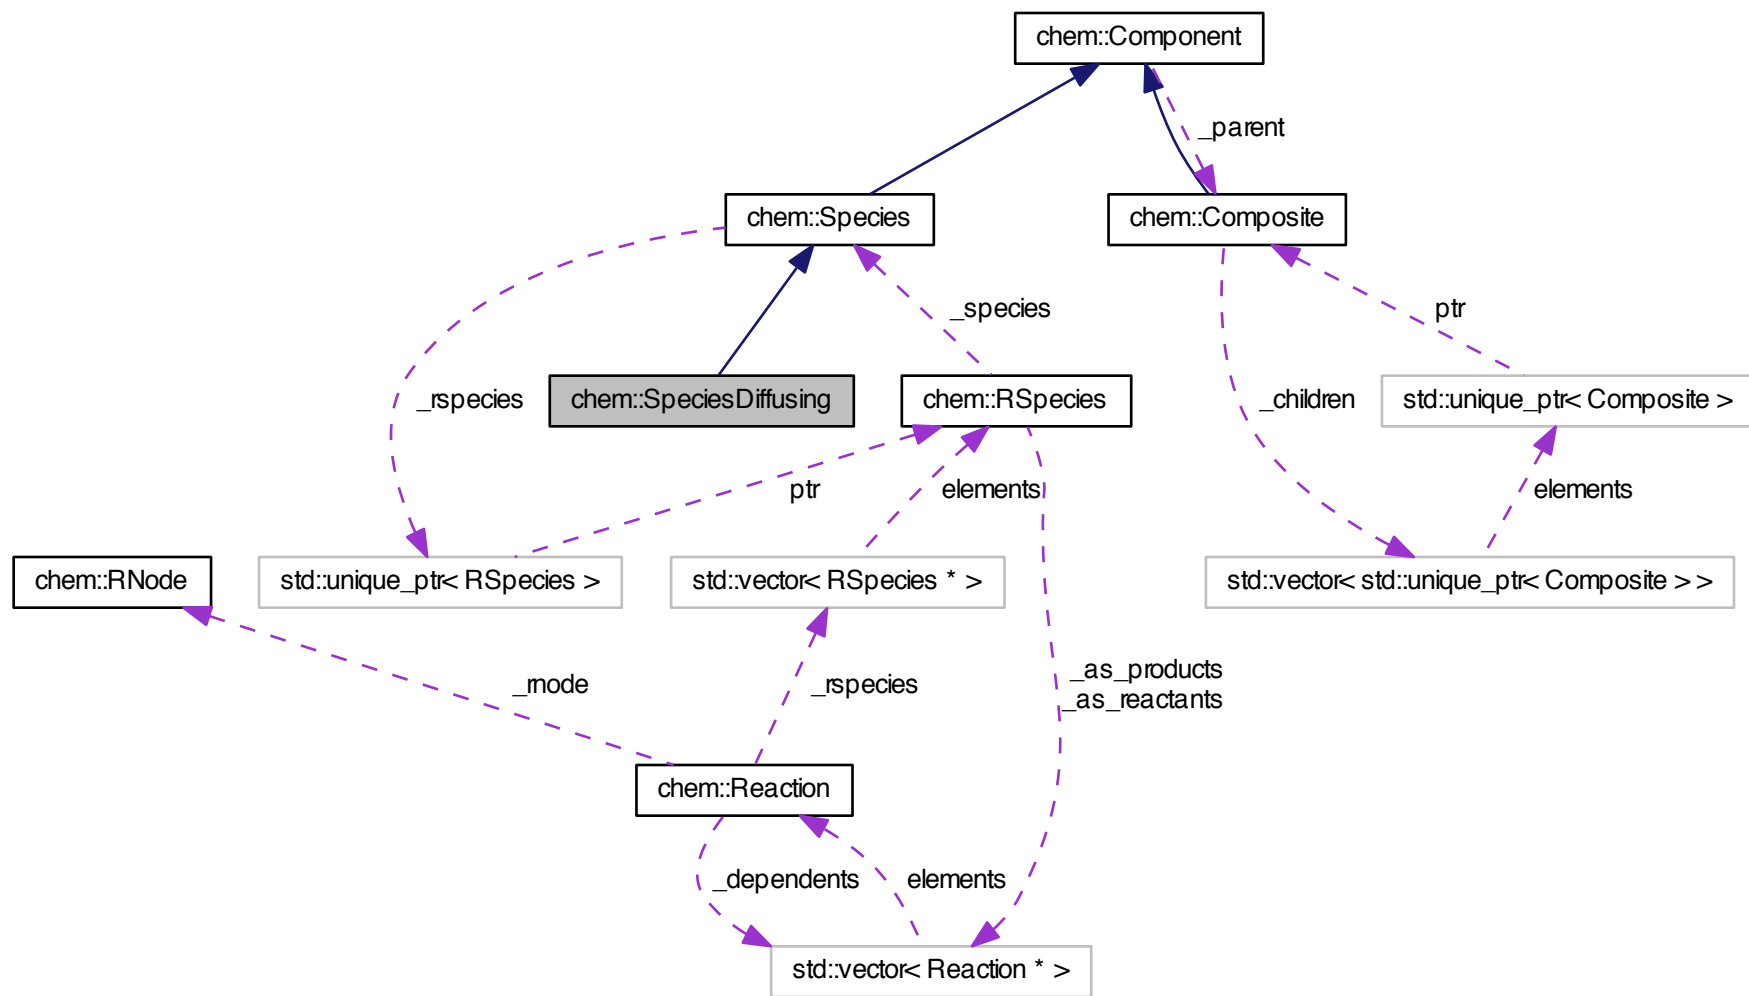 chem::Component
_parent
chem::Species
chem::Composite
_species
ptr
_rspecies
chem::SpeciesDiffusing
chem::RSpecies
_children
std::unique_ptr< Composite >
ptr
elements
elements
chem::RNode
std::unique_ptr< RSpecies >
std::vector< RSpecies * >
std::vector< std::unique_ptr< Composite > >
_rnode
_rspecies
_as_products
_as_reactants
chem::Reaction
_dependents
elements
std::vector< Reaction * >